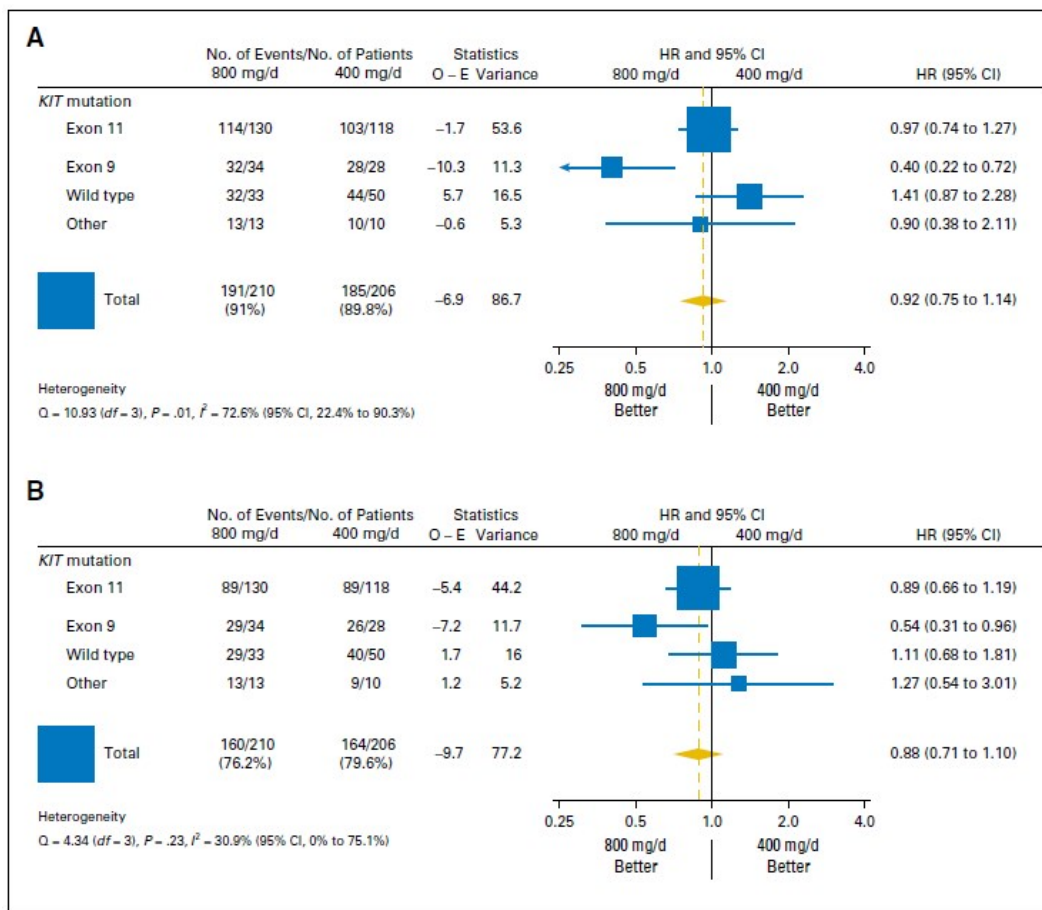 A
No. of Events/No. of Patients Statistics HR and 95% CI
800 mg/d 400 mg/d O – E Variance 800 mg/d 400 mg/d HR (95% CI)
KIT mutation
Exon 11 114/130 103/118 –1.7 53.6 0.97 (0.74 to 1.27)
Exon 9 32/34 28/28 –10.3 11.3 0.40 (0.22 to 0.72)
Wild type 32/33 44/50 5.7 16.5 1.41 (0.87 to 2.28)
Other 13/13 10/10 –0.6 5.3 0.90 (0.38 to 2.11)
Total 191/210 185/206 –6.9 86.7 0.92 (0.75 to 1.14)
(91%) (89.8%)
0.25 0.5 1.0 2.0 4.0
Heterogeneity 800 mg/d 400 mg/d
Q = 10.93 (df = 3), P = .01, I² = 72.6% (95% CI, 22.4% to 90.3%) Better Better
B
No. of Events/No. of Patients Statistics HR and 95% CI
800 mg/d 400 mg/d O – E Variance 800 mg/d 400 mg/d HR (95% CI)
KIT mutation
Exon 11 89/130 89/118 –5.4 44.2 0.89 (0.66 to 1.19)
Exon 9 29/34 26/28 –7.2 11.7 0.54 (0.31 to 0.96)
Wild type 29/33 40/50 1.7 16 1.11 (0.68 to 1.81)
Other 13/13 9/10 1.2 5.2 1.27 (0.54 to 3.01)
Total 160/210 164/206 –9.7 77.2 0.88 (0.71 to 1.10)
(76.2%) (79.6%)
0.25 0.5 1.0 2.0 4.0
Heterogeneity 800 mg/d 400 mg/d
Q = 4.34 (df = 3), P = .23, I² = 30.9% (95% CI, 0% to 75.1%) Better Better